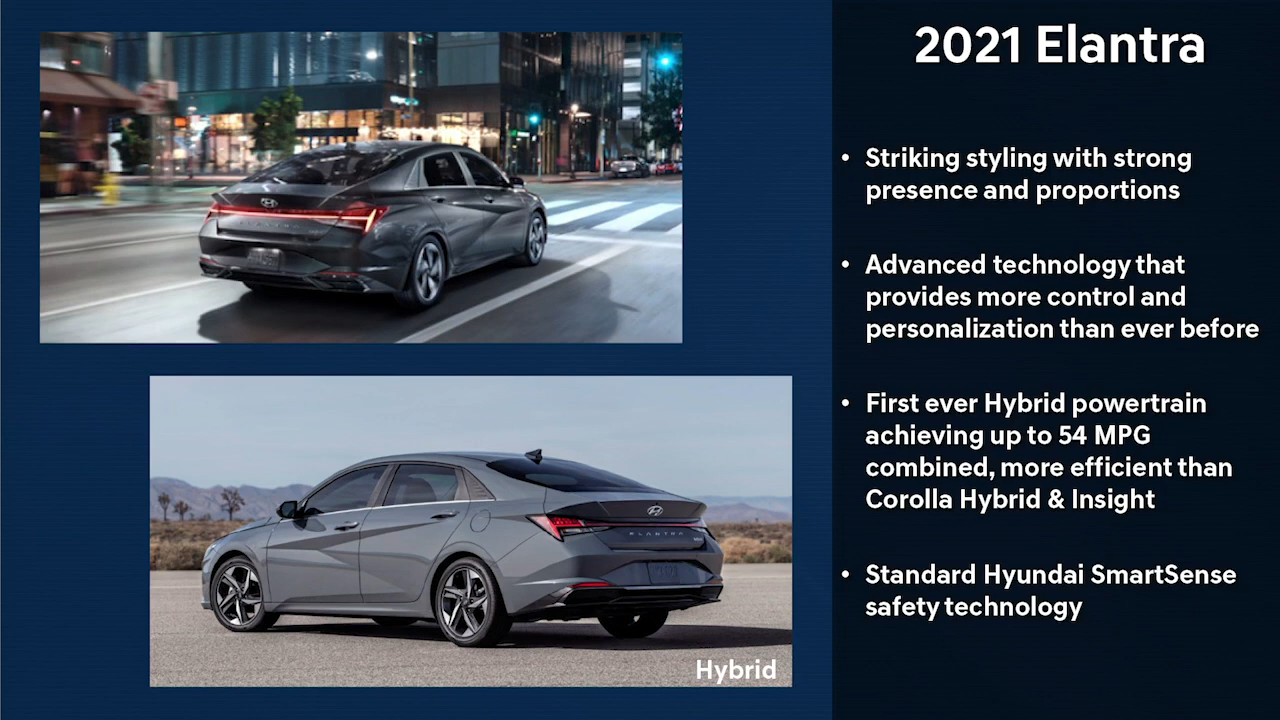 2021 Elantra
• Striking styling with strong
presence and proportions
• Advanced technology that
provides more control and
personalization than ever before
• First ever Hybrid powertrain
achieving up to 54 MPG
combined, more efficient than
Corolla Hybrid & Insight
• Standard Hyundai SmartSense
safety technology
ELANTRA
Hybrid